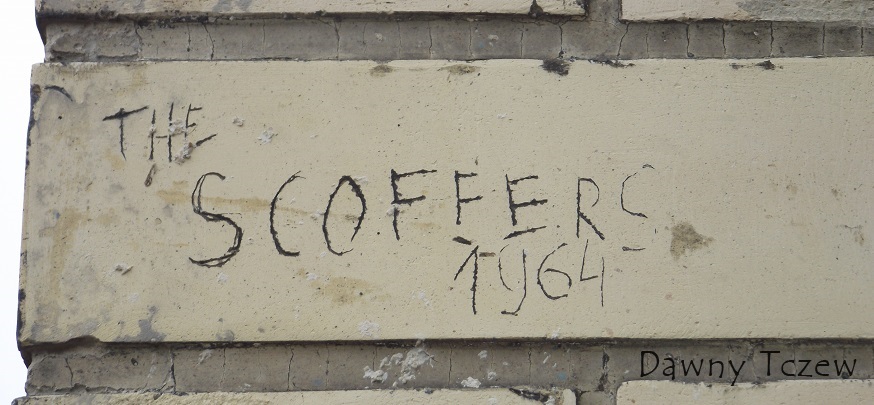 THE
SCOFFERS
1964
Dawny Tczew